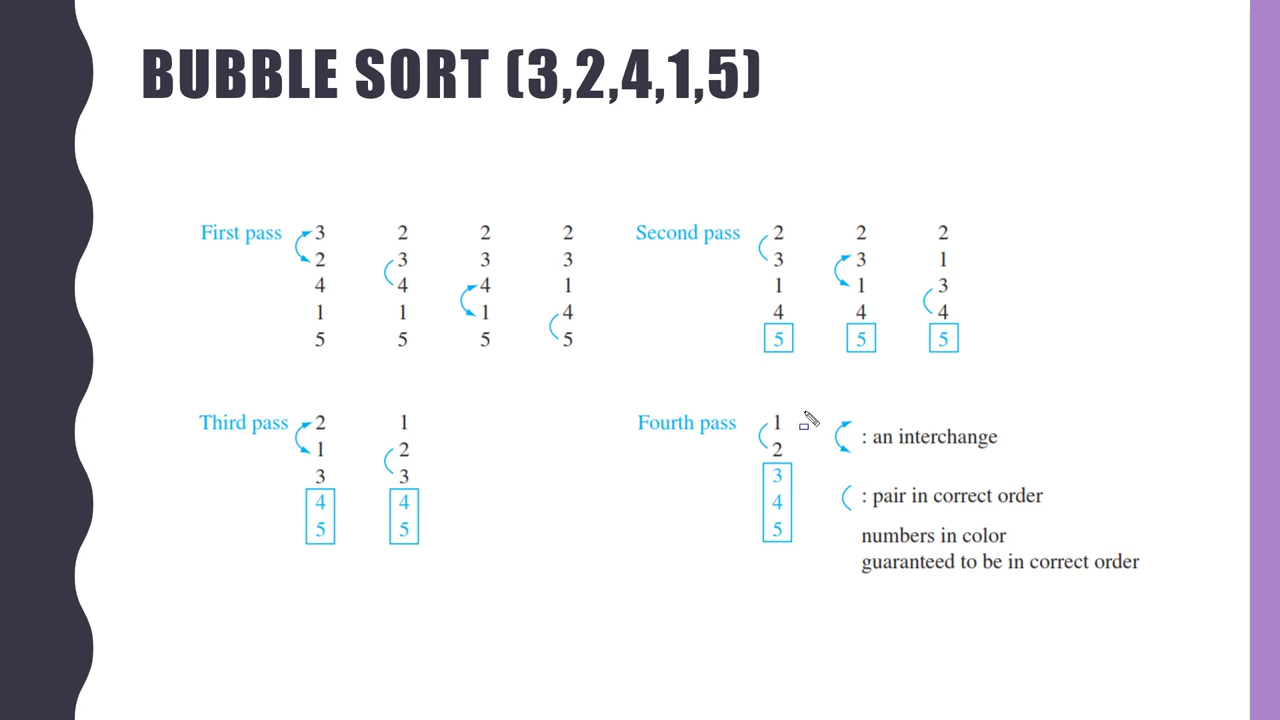 BUBBLE SORT (3,2,4,1,5)
First pass 3 2 2 2
2 3 3 3
4 4 4 1
1 1 1 4
5 5 5 5
Second pass 2 2 2
3 3 1
1 1 3
4 4 4
5 5 5
Third pass 2 1
1 2
3 3
4 4
5 5
Fourth pass 1
2
3
4
5
: an interchange
: pair in correct order
numbers in color
guaranteed to be in correct order